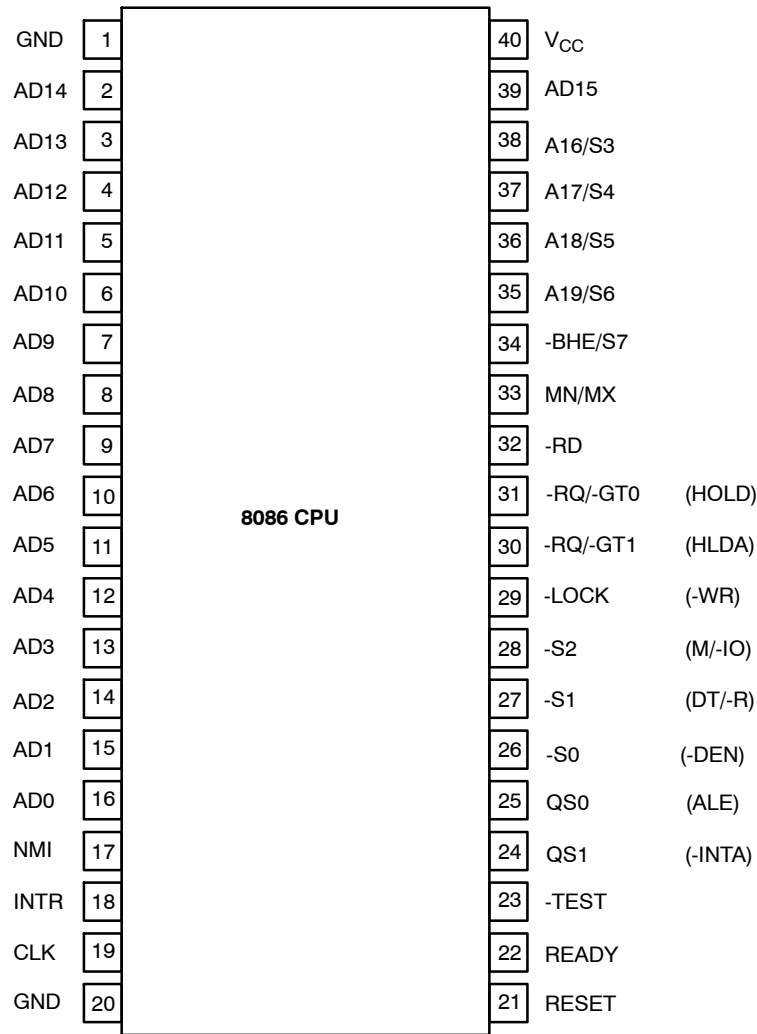 GND 1 40 VCC
AD14 2 39 AD15
AD13 3 38 A16/S3
AD12 4 37 A17/S4
AD11 5 36 A18/S5
AD10 6 35 A19/S6
AD9 7 34 -BHE/S7
AD8 8 33 MN/MX
AD7 9 32 -RD
AD6 10 31 -RQ/-GT0 (HOLD)
8086 CPU
AD5 11 30 -RQ/-GT1 (HLDA)
AD4 12 29 -LOCK (-WR)
AD3 13 28 -S2 (M/-IO)
AD2 14 27 -S1 (DT/-R)
AD1 15 26 -S0 (-DEN)
AD0 16 25 QS0 (ALE)
NMI 17 24 QS1 (-INTA)
INTR 18 23 -TEST
CLK 19 22 READY
GND 20 21 RESET